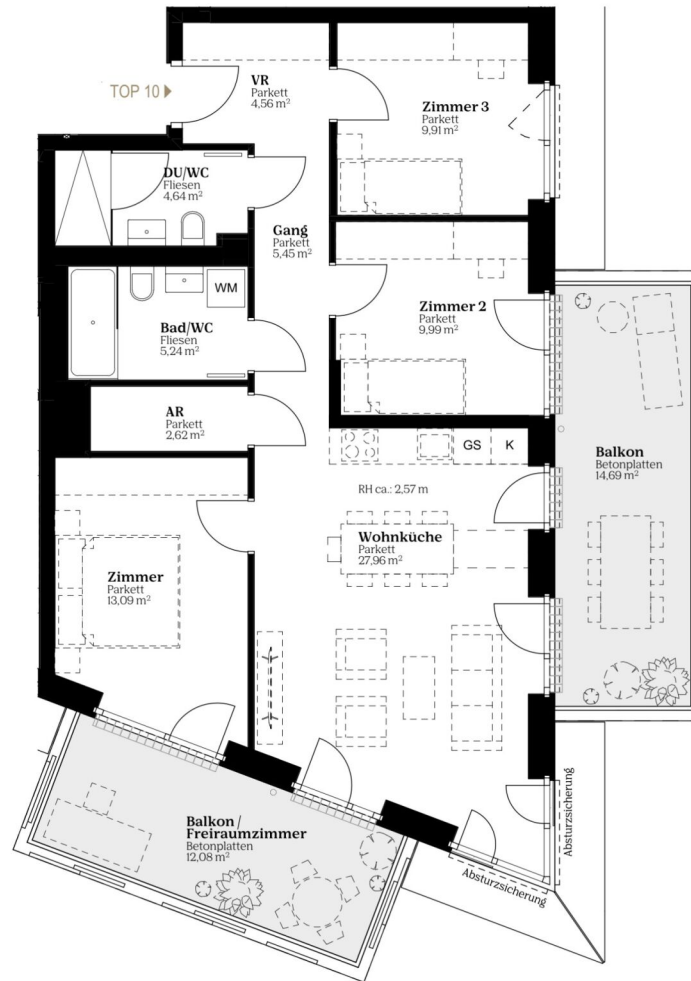 TOP 10
VR
Parkett
4,56 m²
Zimmer 3
Parkett
9,91 m²
DU/WC
Fliesen
4,64 m²
Gang
Parkett
5,45 m²
WM
Bad/WC
Fliesen
5,24 m²
Zimmer 2
Parkett
9,99 m²
AR
Parkett
2,62 m²
GS
K
RH ca.: 2,57 m
Balkon
Betonplatten
14,69 m²
Wohnküche
Parkett
27,96 m²
Zimmer
Parkett
13,09 m²
Balkon/
Freiraumzimmer
Betonplatten
12,08 m²
Absturzsicherung
Absturzsicherung